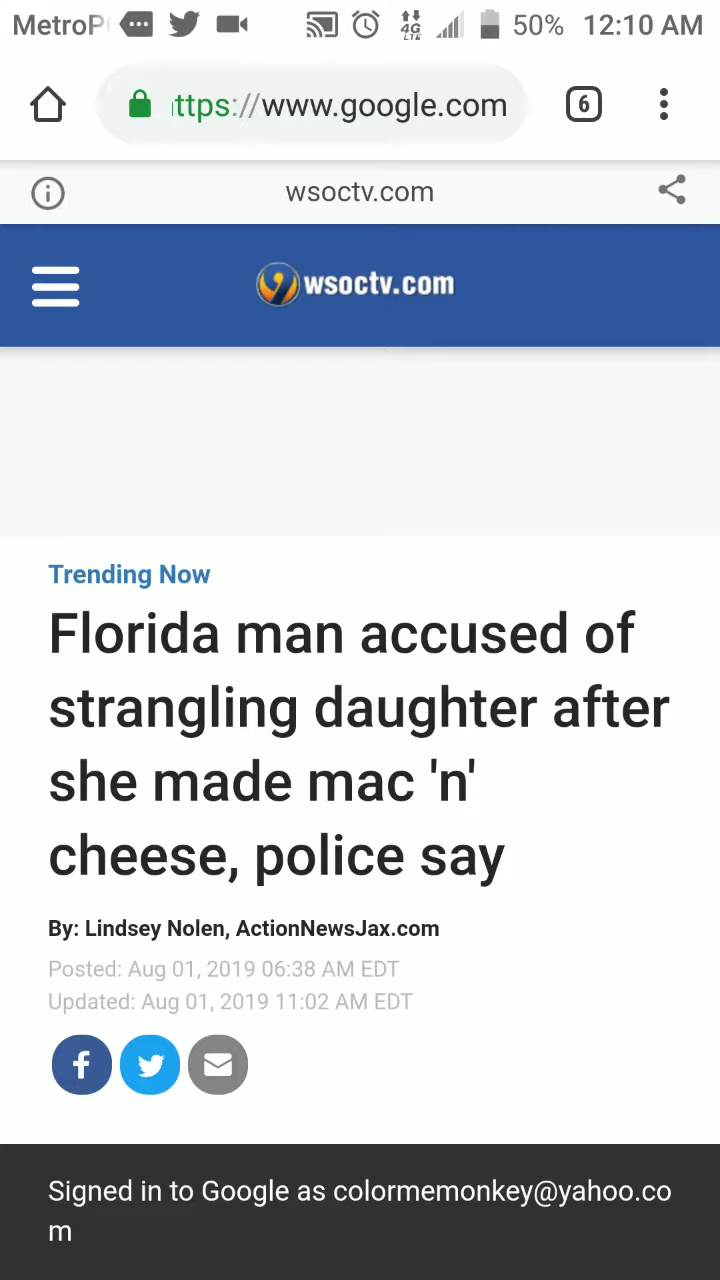 MetroP 4G LTE 50% 12:10 AM
ttps://www.google.com 6
wsoctv.com
wsoctv.com
Trending Now
Florida man accused of
strangling daughter after
she made mac 'n'
cheese, police say
By: Lindsey Nolen, ActionNewsJax.com
Posted: Aug 01, 2019 06:38 AM EDT
Updated: Aug 01, 2019 11:02 AM EDT
Signed in to Google as colormemonkey@yahoo.co
m